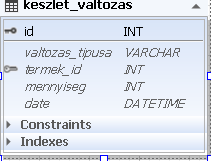 keszlet_valtozas
id INT
valtozas_tipusa VARCHAR
termek_id INT
mennyiseg INT
date DATETIME
Constraints
Indexes